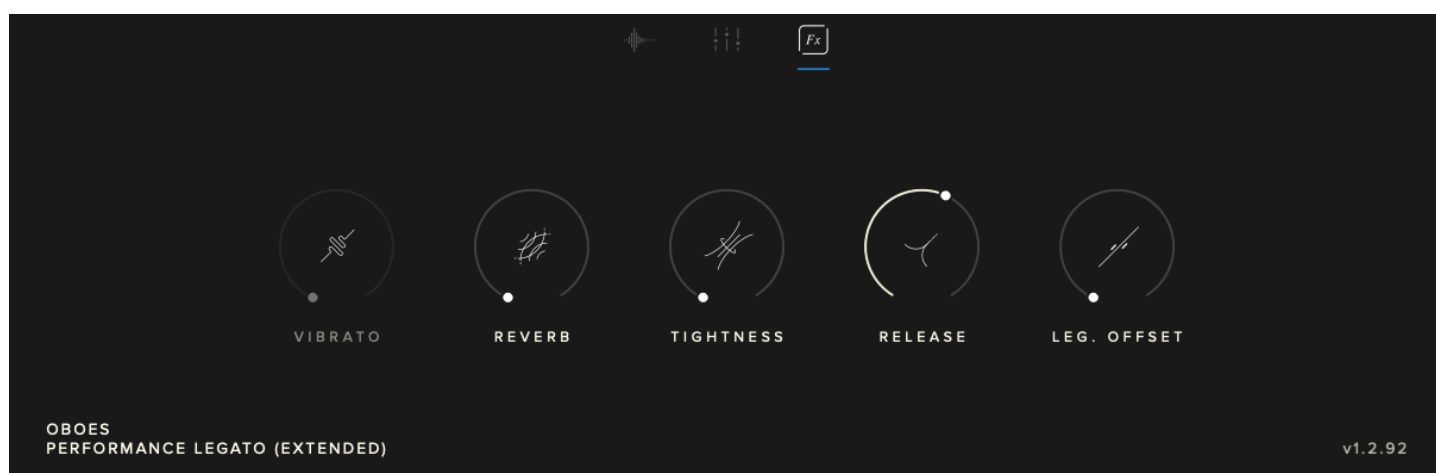 Fx
VIBRATO
REVERB
TIGHTNESS
RELEASE
LEG. OFFSET
OBOES
PERFORMANCE LEGATO (EXTENDED)
v1.2.92